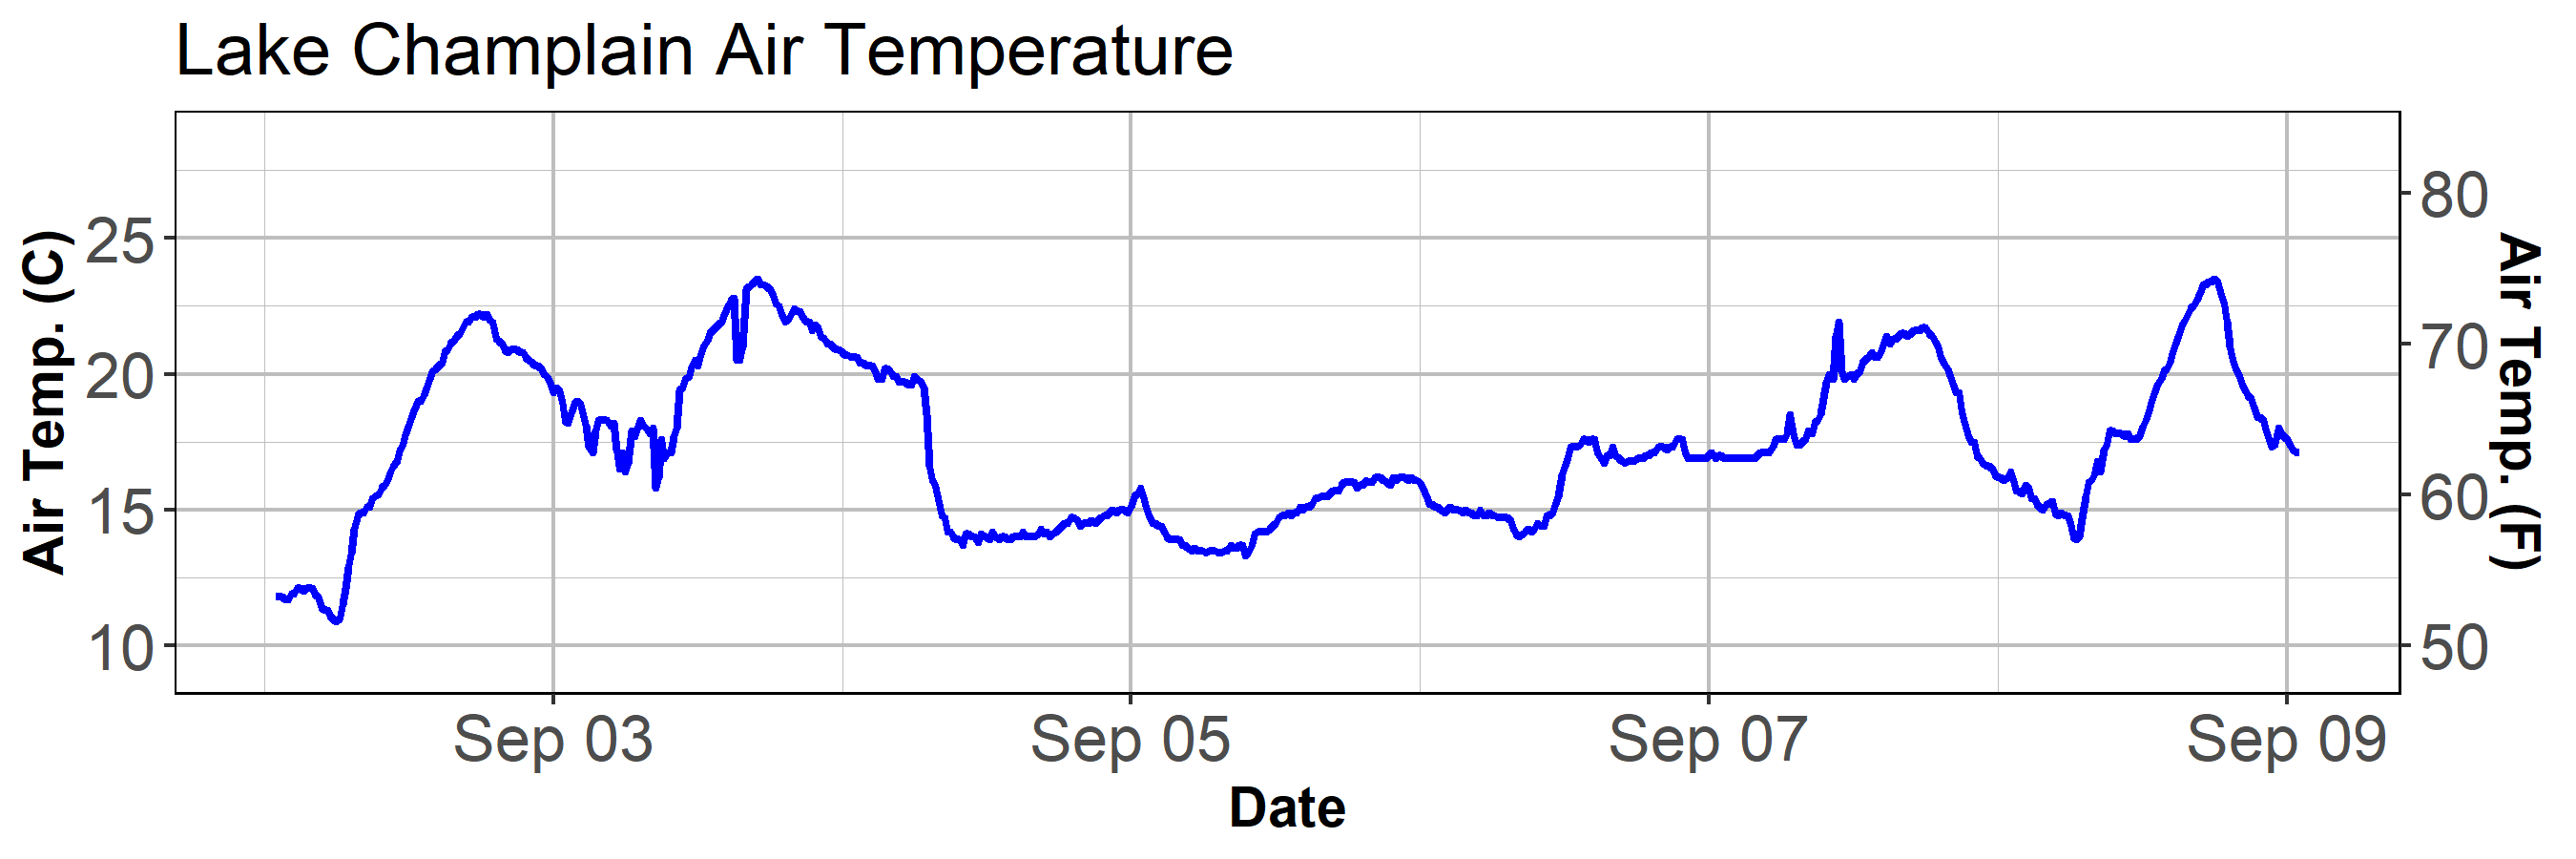 Lake Champlain Air Temperature
Air Temp. (C)
25
20
15
10
80
70
60
50
Air Temp. (F)
Sep 03
Sep 05
Sep 07
Sep 09
Date